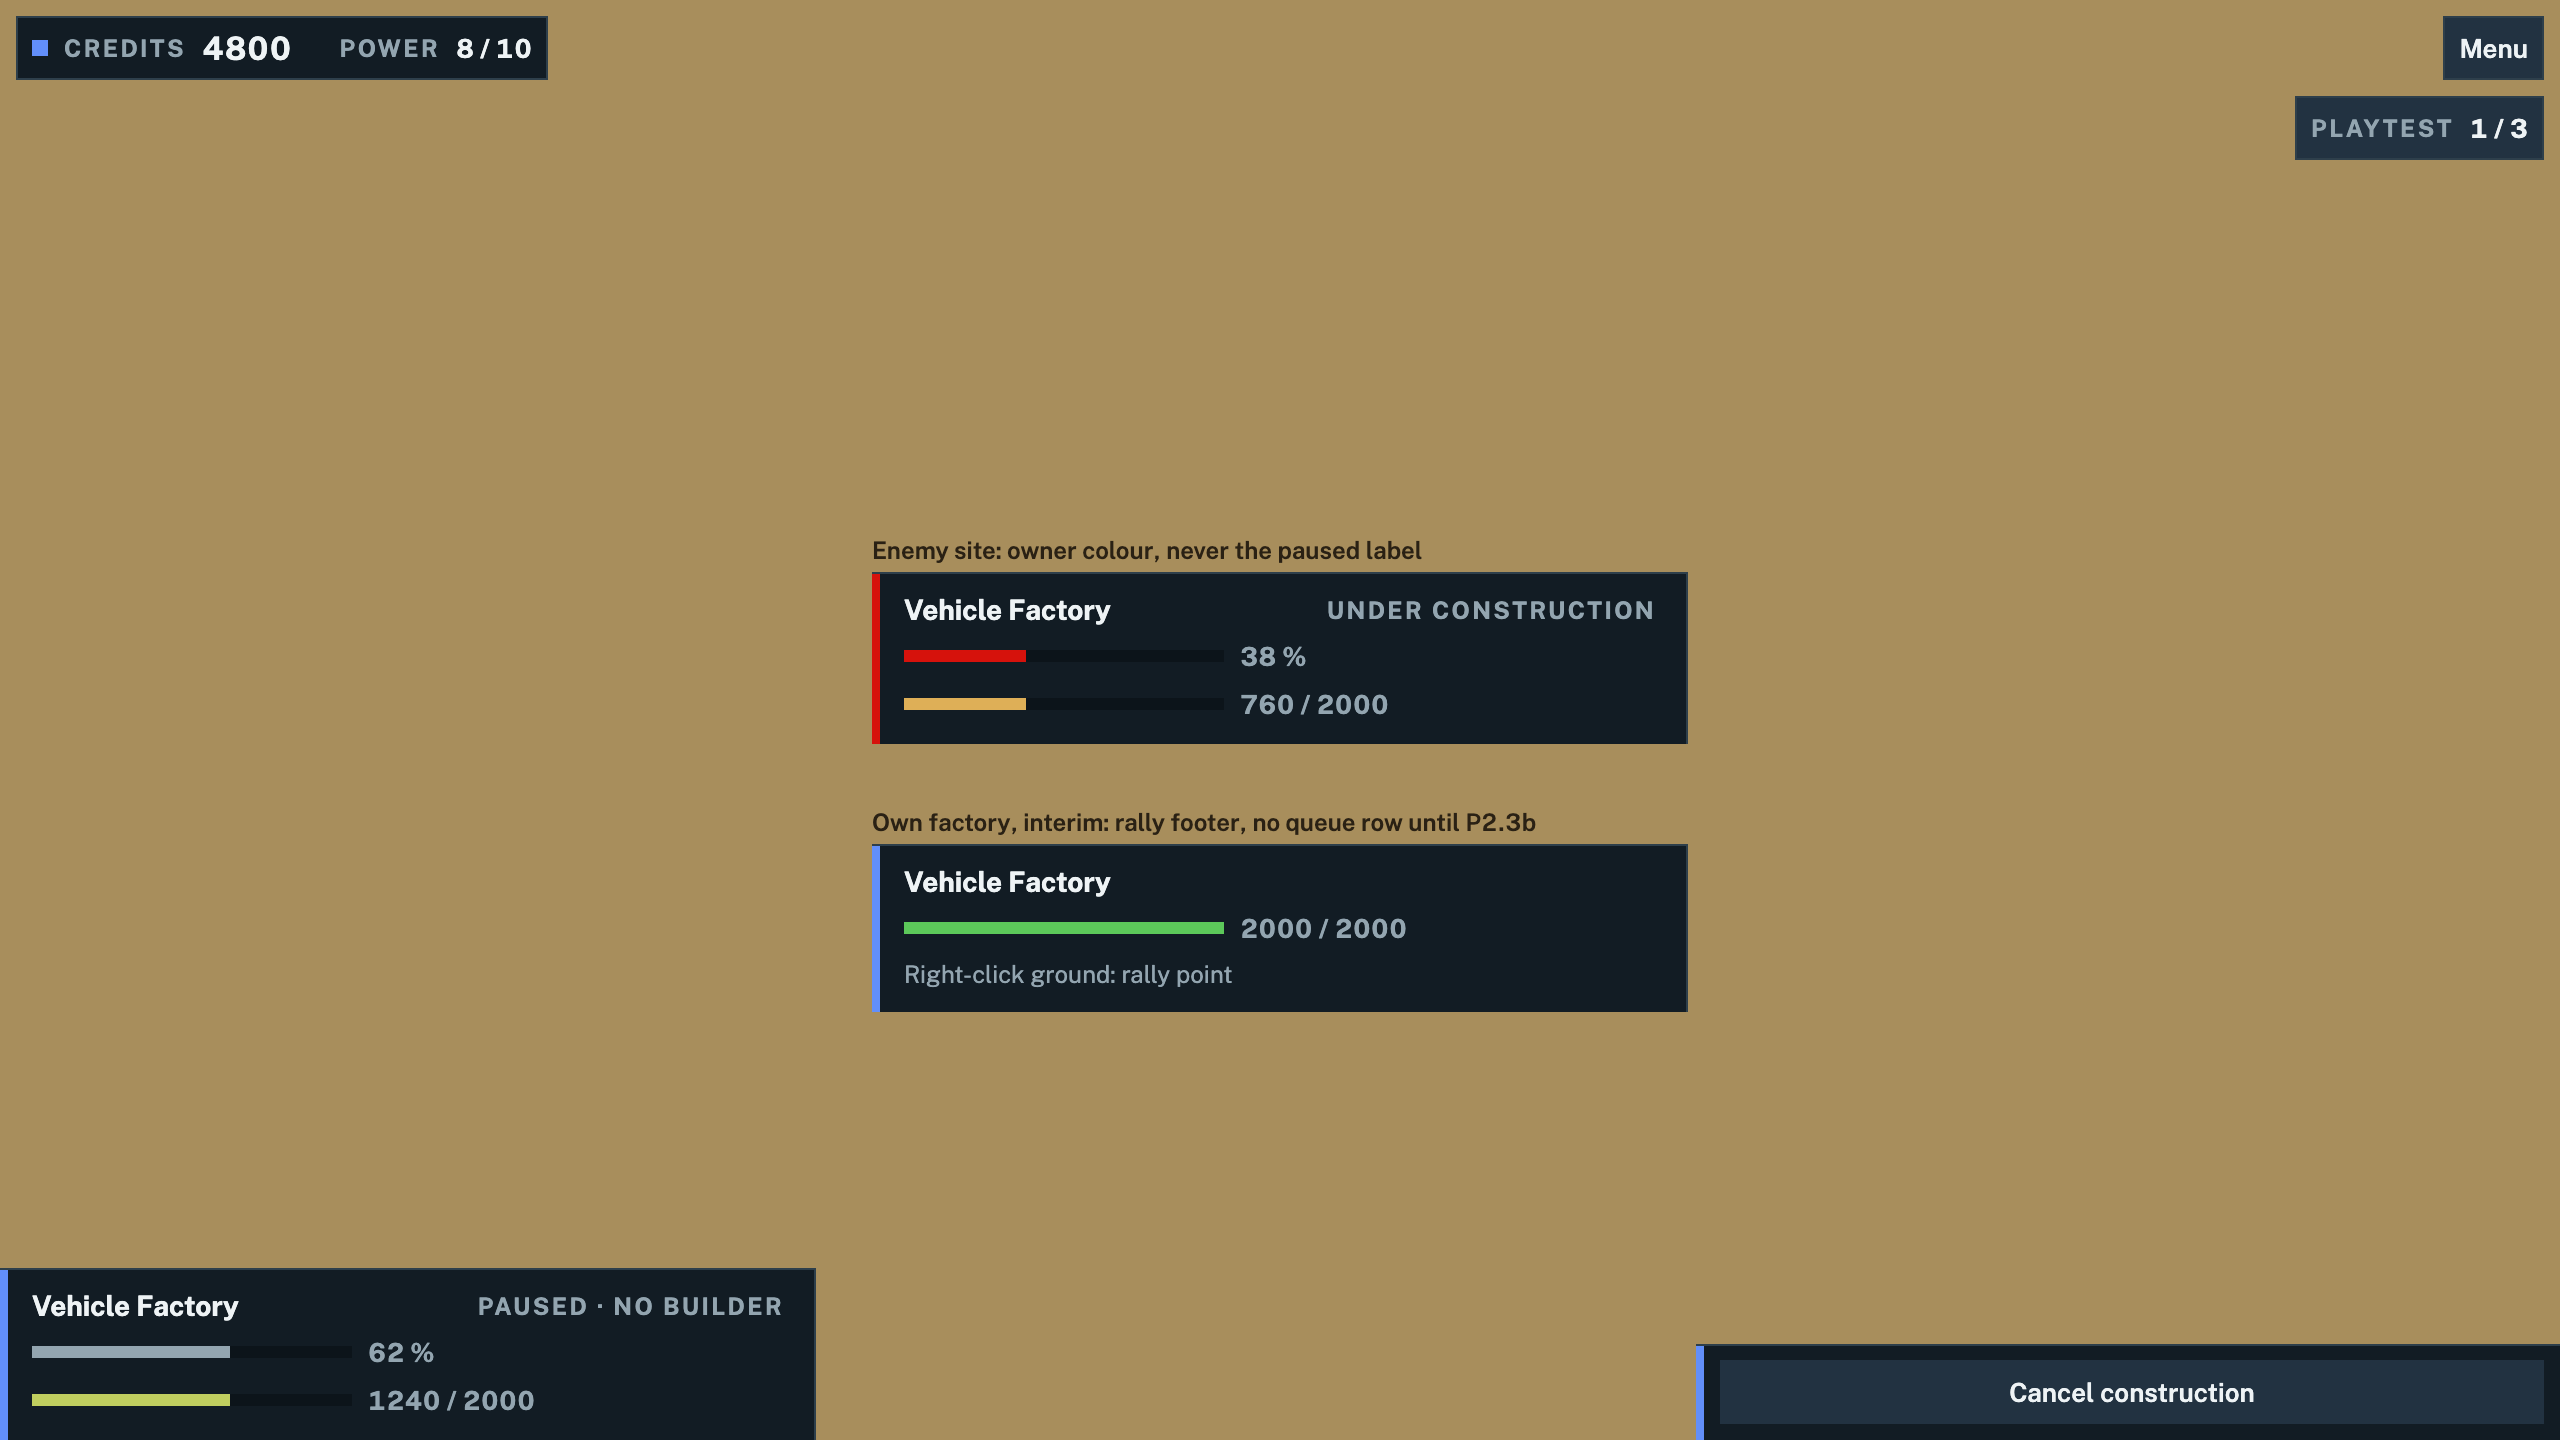 CREDITS 4800 POWER 8 / 10
Menu
PLAYTEST 1 / 3
Enemy site: owner colour, never the paused label
Vehicle Factory UNDER CONSTRUCTION
38 %
760 / 2000
Own factory, interim: rally footer, no queue row until P2.3b
Vehicle Factory
2000 / 2000
Right-click ground: rally point
Vehicle Factory PAUSED · NO BUILDER
62 %
1240 / 2000
Cancel construction